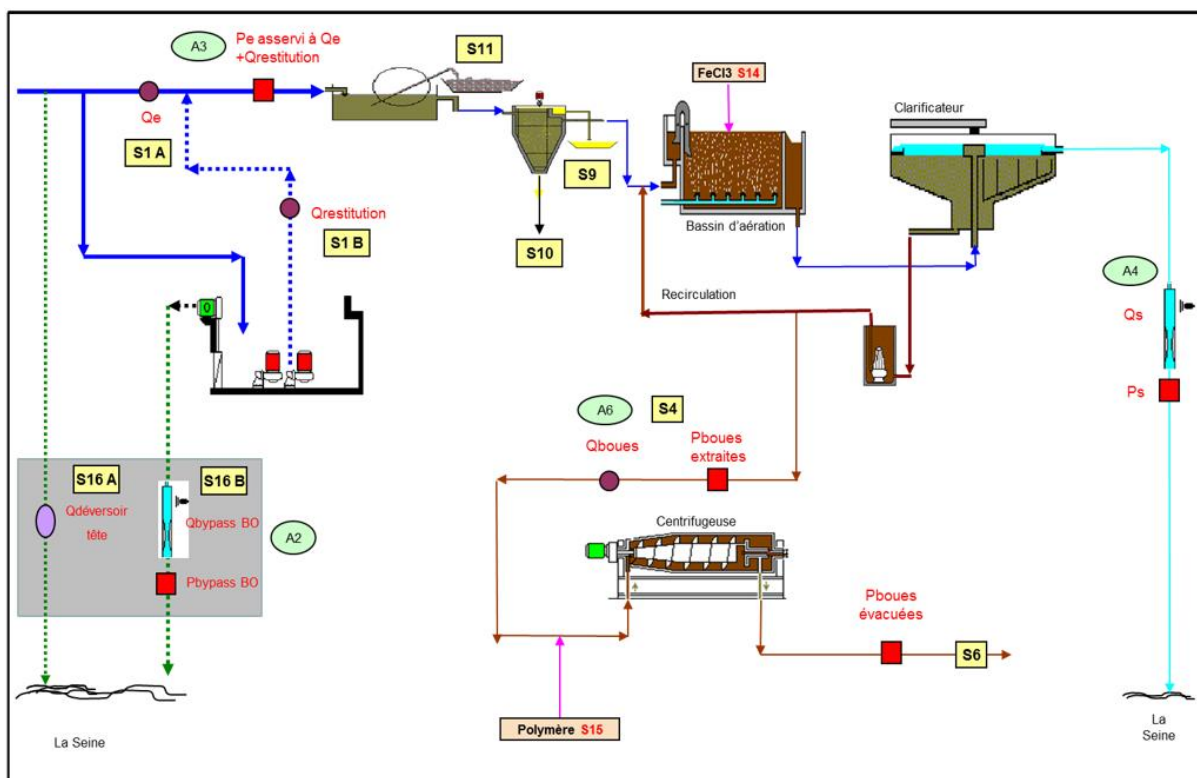 A3
Pe asservi à Qe
+Qrestitution
S11
FeCl3 S14
Clarificateur
Qe
S1 A
S9
Qrestitution
S1 B
S10
Bassin d'aération
A4
Recirculation
Qs
0
Ps
A6
S4
Qboues
Pboues
extraites
S16 A
S16 B
Qdéversoir
tête
Qbypass BO
A2
Centrifugeuse
Pbypass BO
Pboues
évacuées
S6
Polymère S15
La Seine
La
Seine